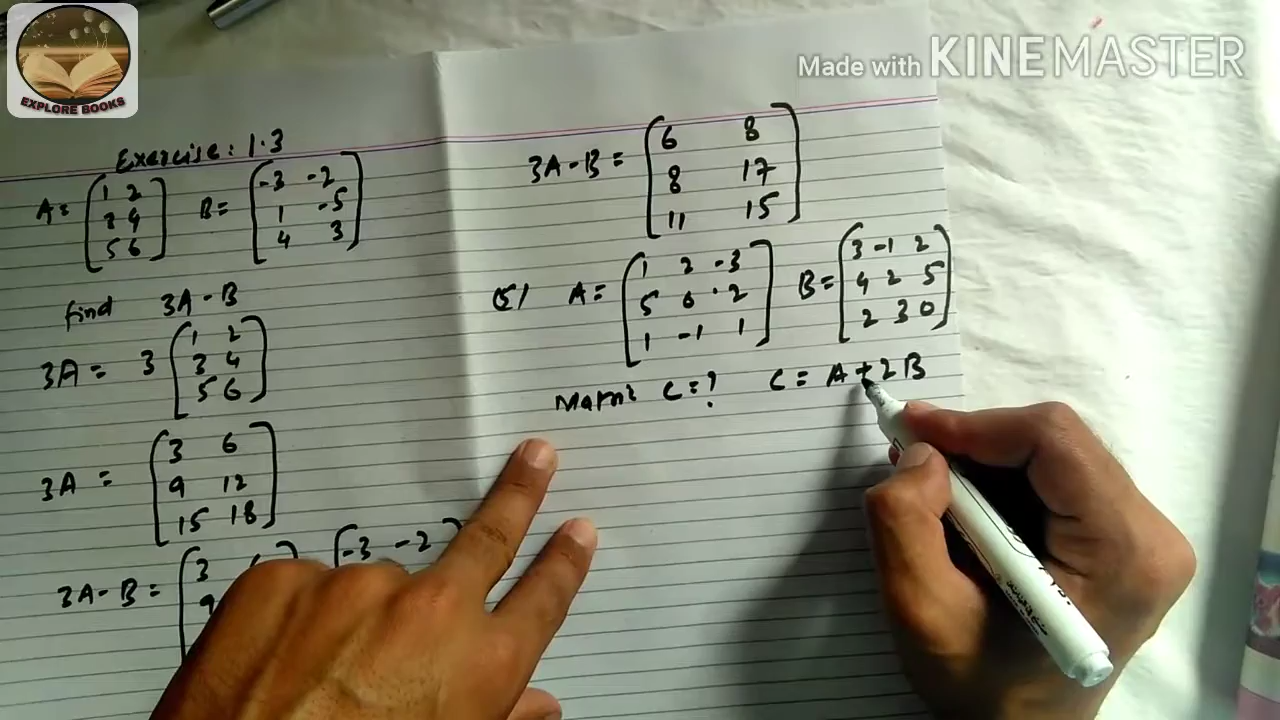 EXPLORE BOOKS
Made with KINEMASTER
Exercise: 1.3
A= (1 2
3 4
5 6) B= (-3 -2
1 -5
4 3)
find 3A-B
3A= 3 (1 2
3 4
5 6)
3A = (3 6
9 12
15 18)
3A-B= (3
9
-3 -2
3A-B= (6 8
8 17
11 15)
Q5) A= (1 2 -3
5 0 2
1 -1 1) B= (3 -1 2
4 2 5
2 3 0)
Matrix C=? C= A+2B